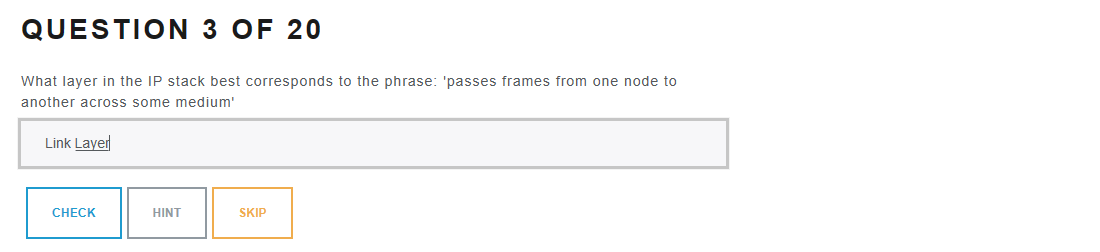 QUESTION 3 OF 20
What layer in the IP stack best corresponds to the phrase: 'passes frames from one node to
another across some medium'
Link Layer
CHECK HINT SKIP